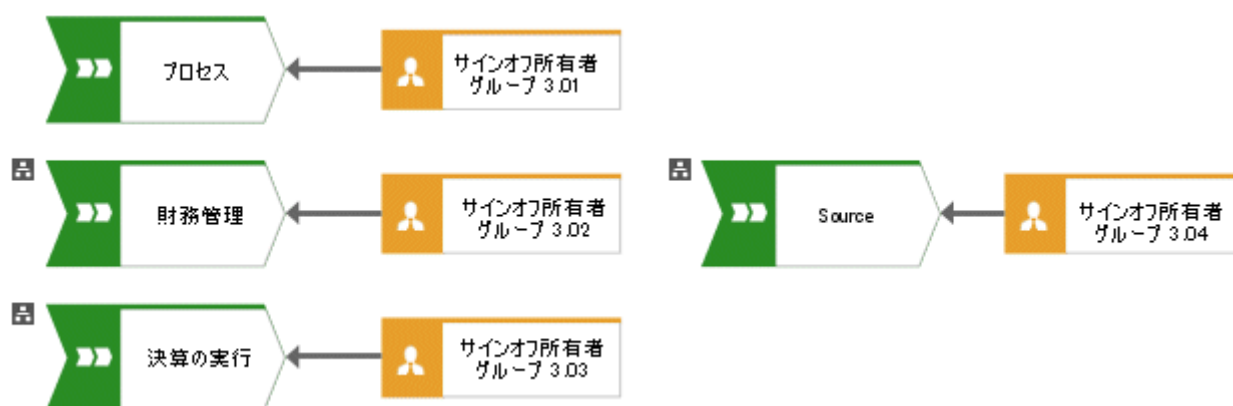 プロセス
サインオフ所有者
グループ 3.01
財務管理
サインオフ所有者
グループ 3.02
Source
サインオフ所有者
グループ 3.04
決算の実行
サインオフ所有者
グループ 3.03